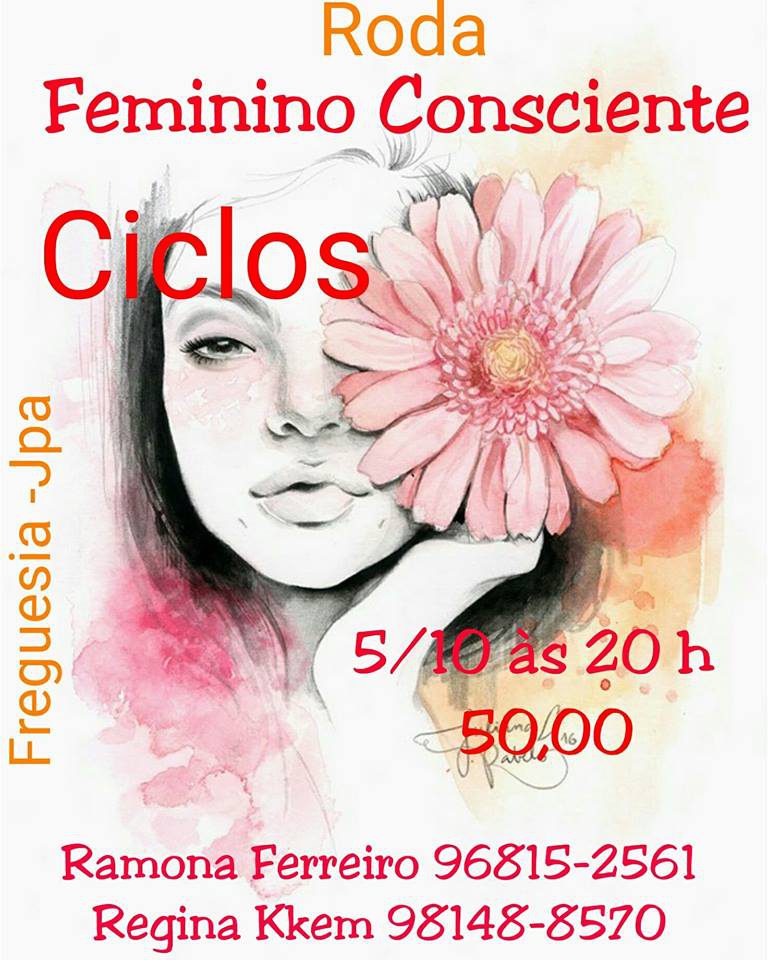 Roda
Feminino Consciente
Ciclos
Freguesia -Jpa
5/10 às 20 h
50,00
16
Ramona Ferreiro 96815-2561
Regina Kkem 98148-8570